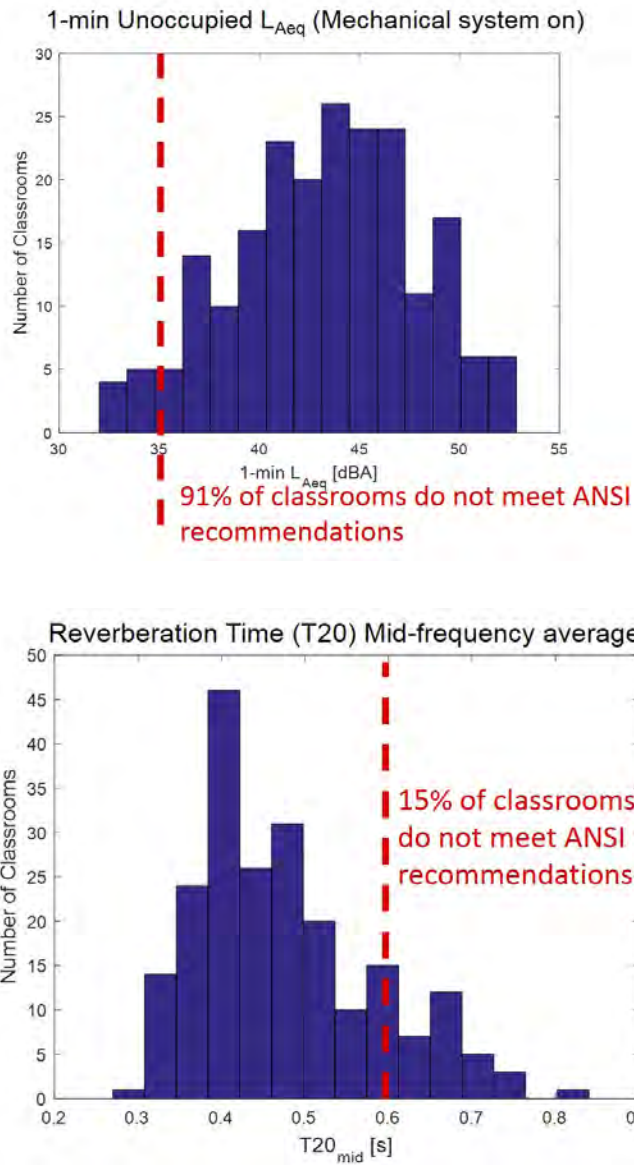 1-min Unoccupied L_Aeq (Mechanical system on)
30
25
20
15
10
5
0
Number of Classrooms
30 35 40 45 50 55
1-min L_Aeq [dBA]
91% of classrooms do not meet ANSI
recommendations
Reverberation Time (T20) Mid-frequency average
50
45
40
35
30
25
20
15
10
5
0
Number of Classrooms
15% of classrooms
do not meet ANSI
recommendations
0.2 0.3 0.4 0.5 0.6 0.7 0.8
T20_mid [s]